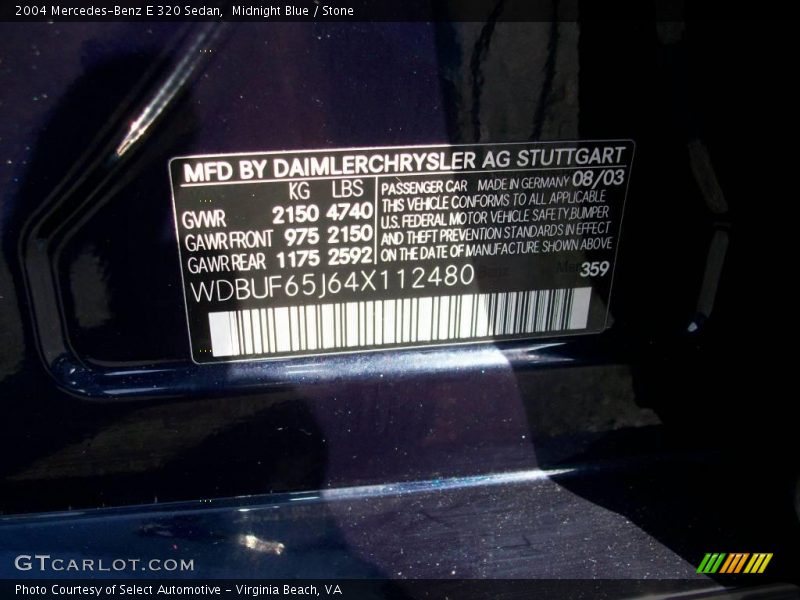 2004 Mercedes-Benz E 320 Sedan,  Midnight Blue / Stone
MFD BY DAIMLERCHRYSLER AG STUTTGART
KG LBS
GVWR 2150 4740
GAWR FRONT 975 2150
GAWR REAR 1175 2592
PASSENGER CAR MADE IN GERMANY 08/03
THIS VEHICLE CONFORMS TO ALL APPLICABLE
U.S. FEDERAL MOTOR VEHICLE SAFETY,BUMPER
AND THEFT PREVENTION STANDARDS IN EFFECT
ON THE DATE OF MANUFACTURE SHOWN ABOVE
WDBUF65J64X112480
359
GTCARLOT.COM
Photo Courtesy of Select Automotive - Virginia Beach, VA